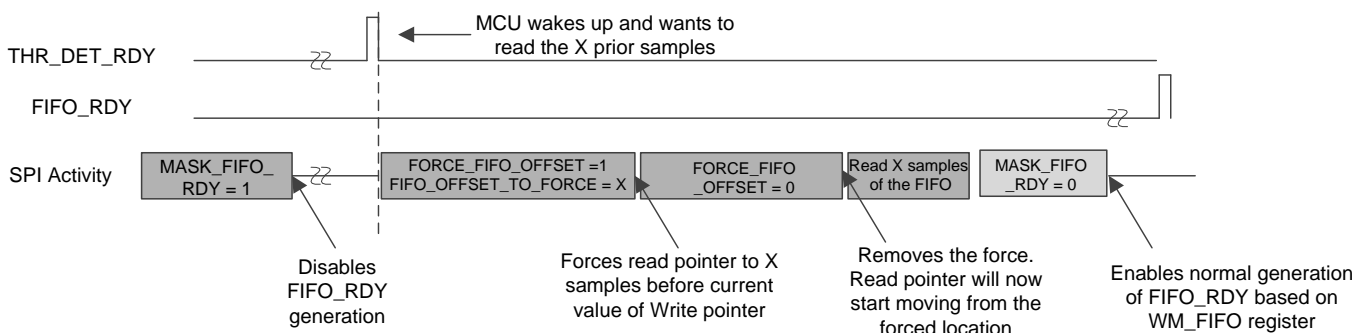 MCU wakes up and wants to
read the X prior samples
THR_DET_RDY
FIFO_RDY
SPI Activity
MASK_FIFO_
RDY = 1
FORCE_FIFO_OFFSET =1
FIFO_OFFSET_TO_FORCE = X
FORCE_FIFO
_OFFSET = 0
Read X samples
of the FIFO
MASK_FIFO
_RDY = 0
Disables
FIFO_RDY
generation
Forces read pointer to X
samples before current
value of Write pointer
Removes the force.
Read pointer will now
start moving from the
forced location
Enables normal generation
of FIFO_RDY based on
WM_FIFO register